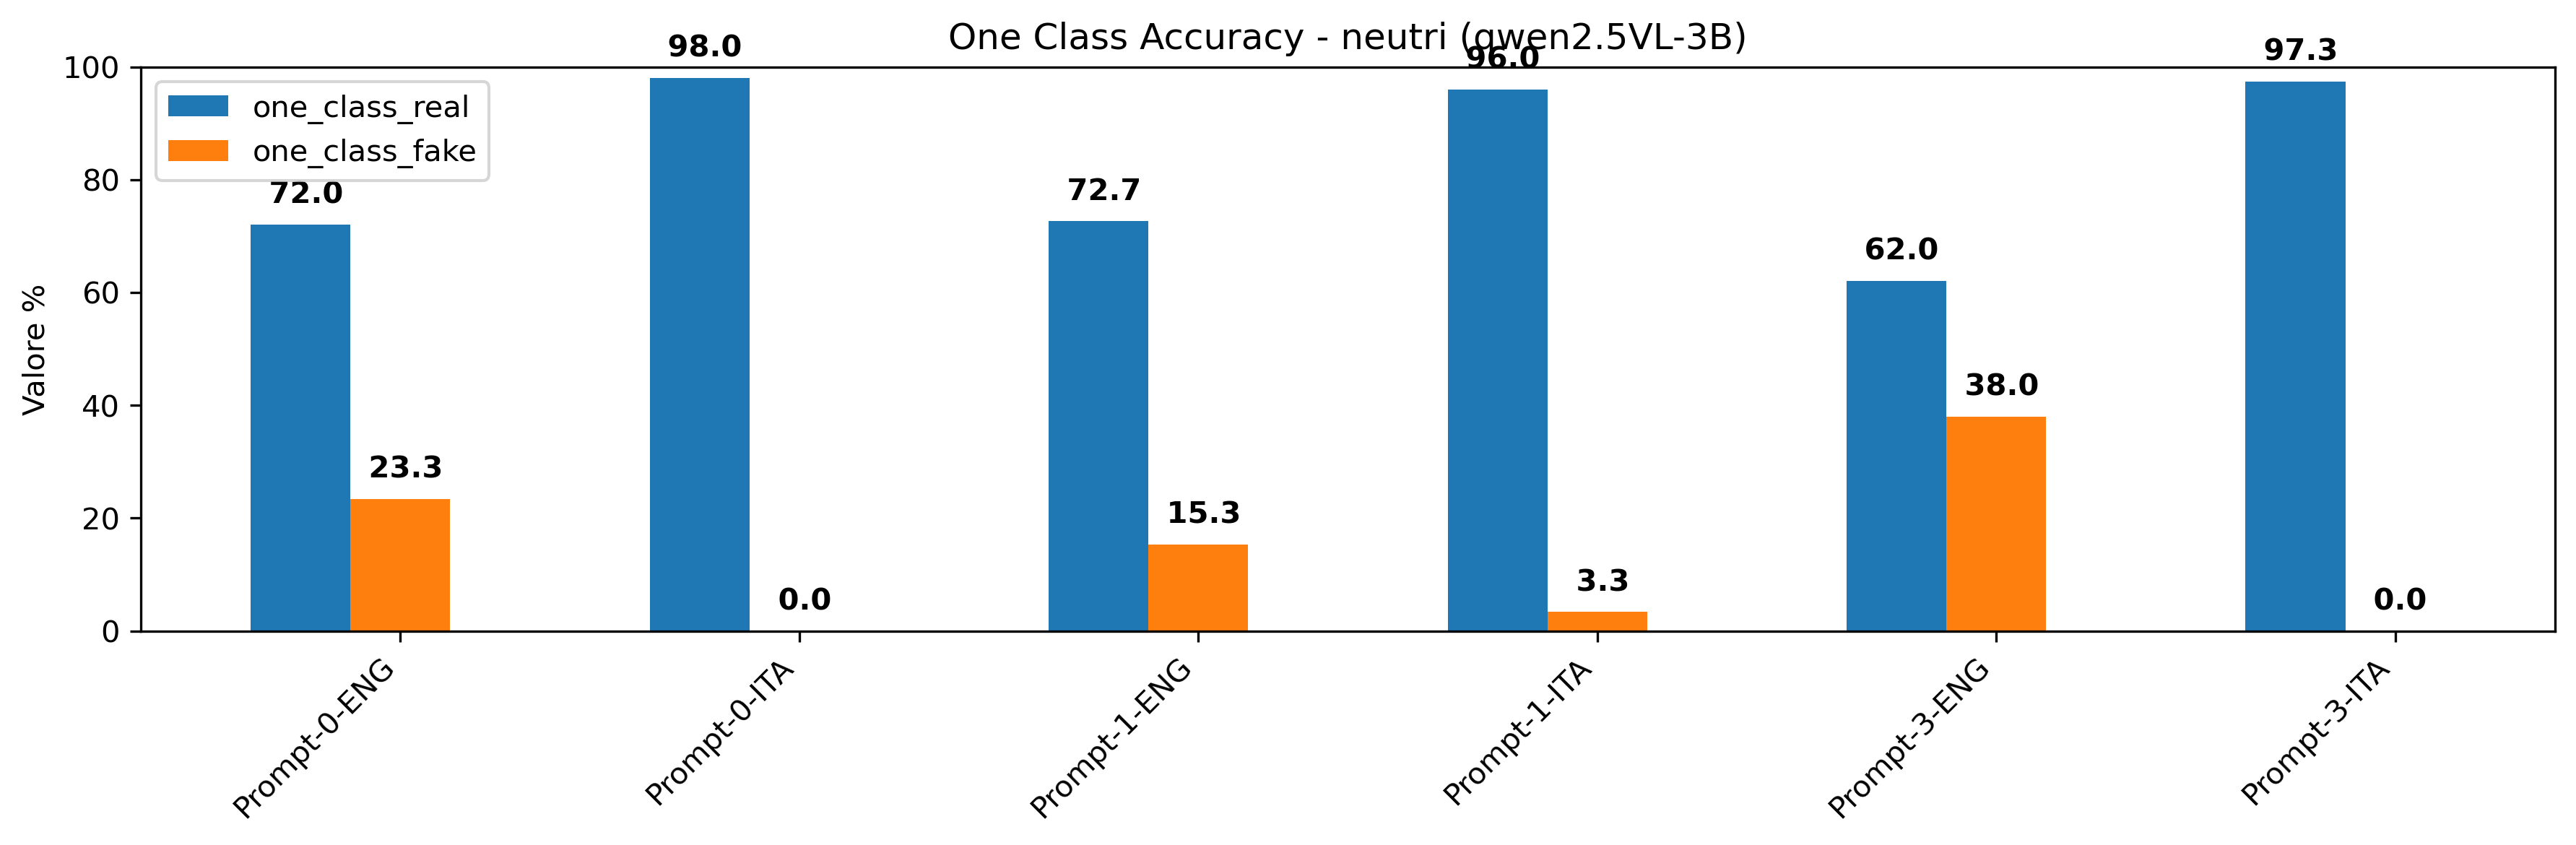 One Class Accuracy - neutri (qwen2.5VL-3B)
Valore %
100
80
60
40
20
0
one_class_real
one_class_fake
72.0
23.3
98.0
0.0
72.7
15.3
96.0
3.3
62.0
38.0
97.3
0.0
Prompt-0-ENG
Prompt-0-ITA
Prompt-1-ENG
Prompt-1-ITA
Prompt-3-ENG
Prompt-3-ITA